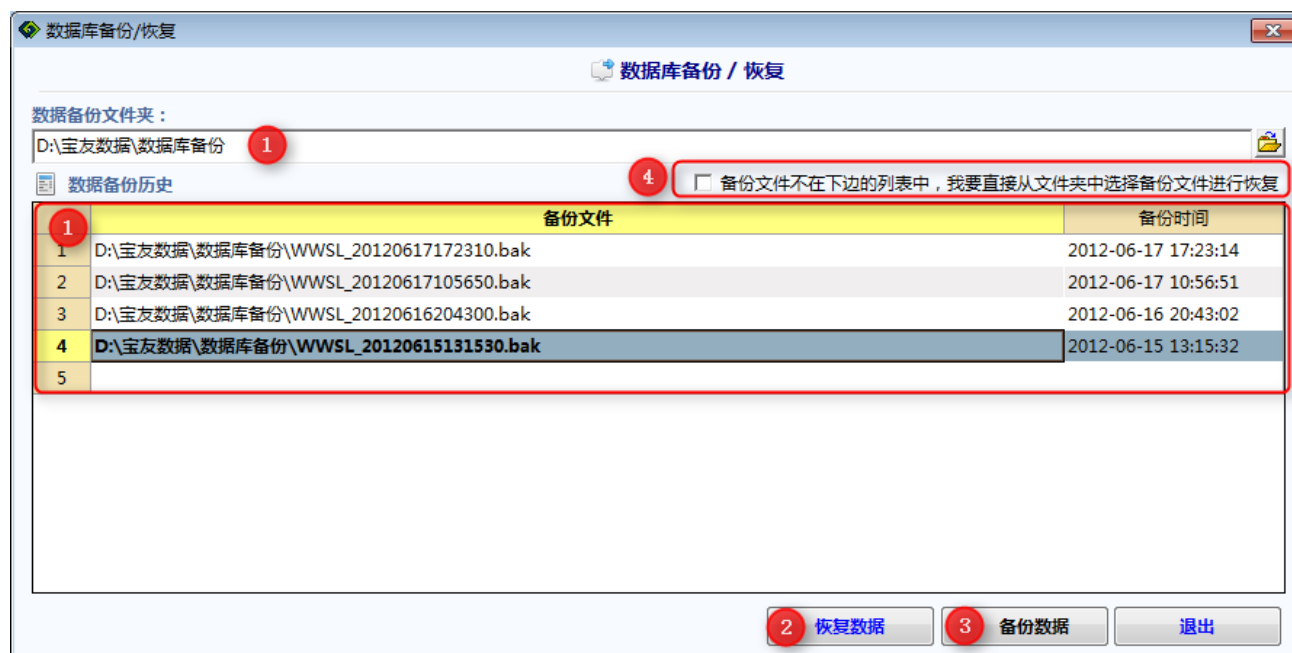 数据库备份/恢复
数据库备份 / 恢复
数据备份文件夹：
D:\宝友数据\数据库备份 1
数据备份历史 4 备份文件不在下边的列表中，我要直接从文件夹中选择备份文件进行恢复
1 备份文件 备份时间
1 D:\宝友数据\数据库备份\WWSL_20120617172310.bak 2012-06-17 17:23:14
2 D:\宝友数据\数据库备份\WWSL_20120617105650.bak 2012-06-17 10:56:51
3 D:\宝友数据\数据库备份\WWSL_20120616204300.bak 2012-06-16 20:43:02
4 D:\宝友数据\数据库备份\WWSL_20120615131530.bak 2012-06-15 13:15:32
5
2 恢复数据 3 备份数据 退出